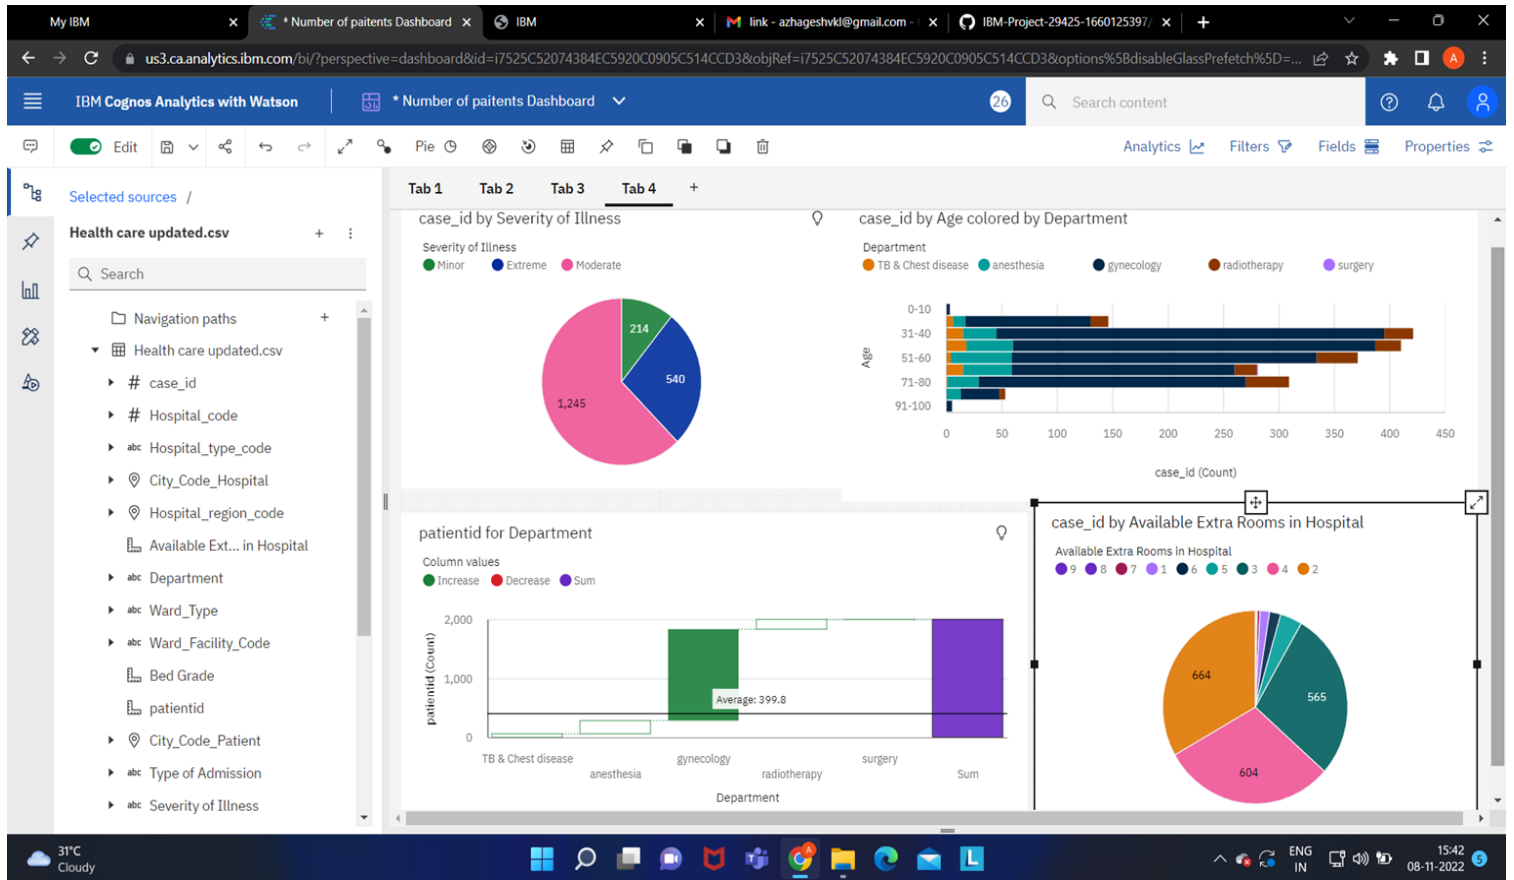 My IBM
* Number of paitents Dashboard
IBM
link - azhageshvkl@gmail.com -
IBM-Project-29425-1660125397/
us3.ca.analytics.ibm.com/bi/?perspective=dashboard&id=i7525C52074384EC5920C0905C514CCD3&objRef=i7525C52074384EC5920C0905C514CCD3&options%5BdisableGlassPrefetch%5D=...
A
IBM Cognos Analytics with Watson
* Number of paitents Dashboard
26
Search content
Edit
Pie
Analytics
Filters
Fields
Properties
Selected sources /
Health care updated.csv
Search
Navigation paths
Health care updated.csv
# case_id
# Hospital_code
abc Hospital_type_code
City_Code_Hospital
Hospital_region_code
Available Ext... in Hospital
abc Department
abc Ward_Type
abc Ward_Facility_Code
Bed Grade
patientid
City_Code_Patient
abc Type of Admission
abc Severity of Illness
Tab 1 Tab 2 Tab 3 Tab 4 +
case_id by Severity of Illness
Severity of Illness
Minor Extreme Moderate
214
540
1,245
case_id by Age colored by Department
Department
TB & Chest disease anesthesia gynecology radiotherapy surgery
Age
0-10
31-40
51-60
71-80
91-100
0 50 100 150 200 250 300 350 400 450
case_id (Count)
patientid for Department
Column values
Increase Decrease Sum
patientid (Count)
2,000
1,000
0
Average: 399.8
TB & Chest disease
anesthesia
gynecology
radiotherapy
surgery
Sum
Department
case_id by Available Extra Rooms in Hospital
Available Extra Rooms in Hospital
9 8 7 1 6 5 3 4 2
664
565
604
31°C
Cloudy
L
ENG
IN
15:42
08-11-2022
5